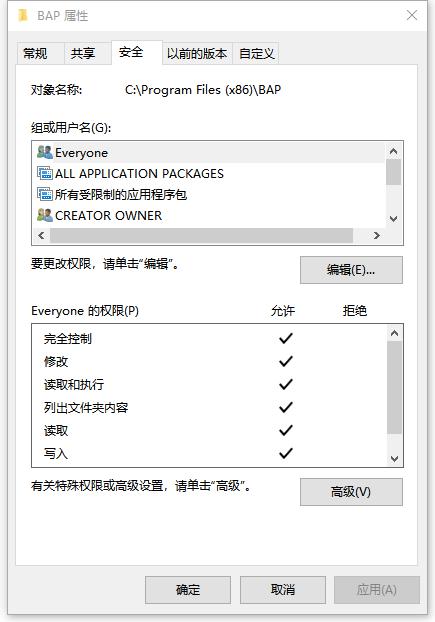 BAP 属性
常规 共享 安全 以前的版本 自定义
对象名称: C:\Program Files (x86)\BAP
组或用户名(G):
Everyone
ALL APPLICATION PACKAGES
所有受限制的应用程序包
CREATOR OWNER
要更改权限，请单击“编辑”。 编辑(E)...
Everyone 的权限(P) 允许 拒绝
完全控制
修改
读取和执行
列出文件夹内容
读取
写入
有关特殊权限或高级设置，请单击“高级”。 高级(V)
确定 取消 应用(A)